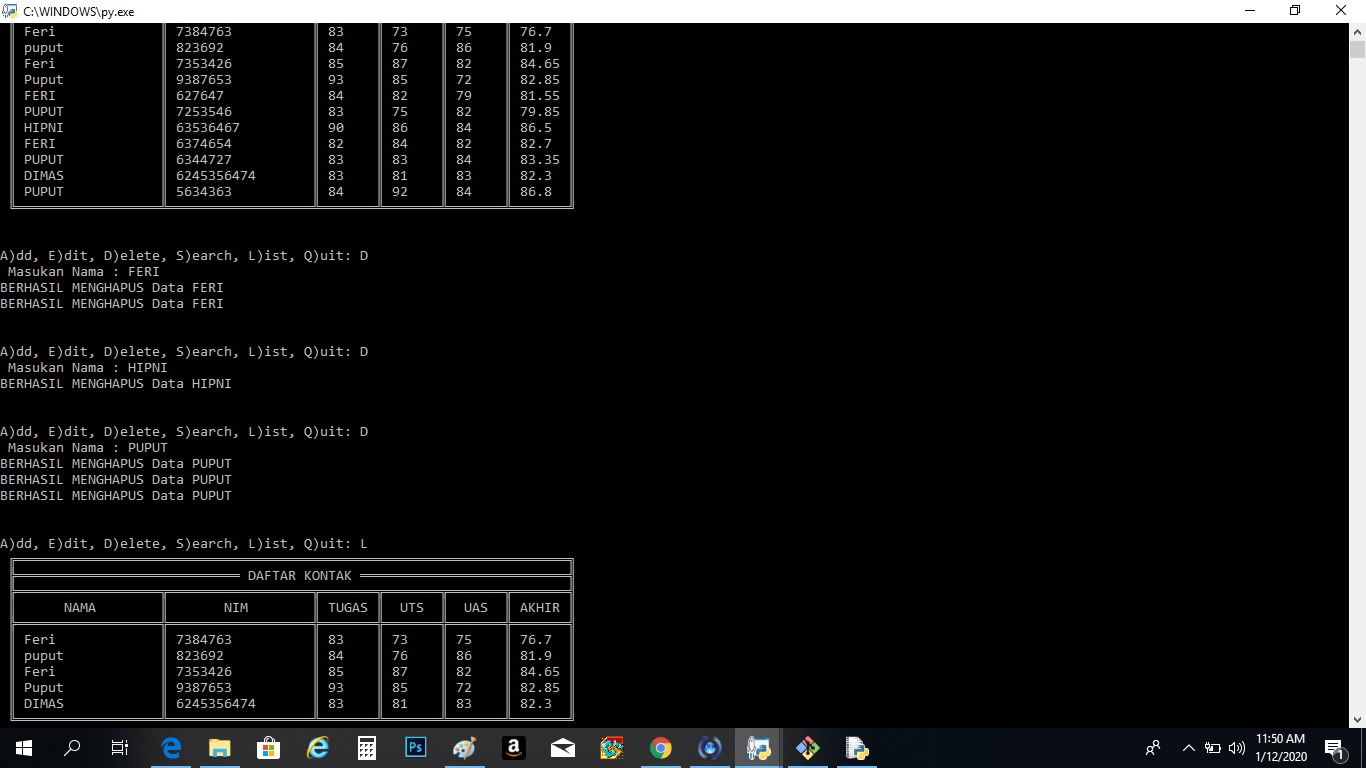 C:\WINDOWS\py.exe
Feri 7384763 83 73 75 76.7
puput 823692 84 76 86 81.9
Feri 7353426 85 87 82 84.65
Puput 9387653 93 85 72 82.85
FERI 627647 84 82 79 81.55
PUPUT 7253546 83 75 82 79.85
HIPNI 63536467 90 86 84 86.5
FERI 6374654 82 84 82 82.7
PUPUT 6344727 83 83 84 83.35
DIMAS 6245356474 83 81 83 82.3
PUPUT 5634363 84 92 84 86.8
A)dd, E)dit, D)elete, S)earch, L)ist, Q)uit: D
Masukan Nama : FERI
BERHASIL MENGHAPUS Data FERI
BERHASIL MENGHAPUS Data FERI
A)dd, E)dit, D)elete, S)earch, L)ist, Q)uit: D
Masukan Nama : HIPNI
BERHASIL MENGHAPUS Data HIPNI
A)dd, E)dit, D)elete, S)earch, L)ist, Q)uit: D
Masukan Nama : PUPUT
BERHASIL MENGHAPUS Data PUPUT
BERHASIL MENGHAPUS Data PUPUT
BERHASIL MENGHAPUS Data PUPUT
A)dd, E)dit, D)elete, S)earch, L)ist, Q)uit: L
DAFTAR KONTAK
NAMA NIM TUGAS UTS UAS AKHIR
Feri 7384763 83 73 75 76.7
puput 823692 84 76 86 81.9
Feri 7353426 85 87 82 84.65
Puput 9387653 93 85 72 82.85
DIMAS 6245356474 83 81 83 82.3
Ps
a
11:50 AM
1/12/2020
1